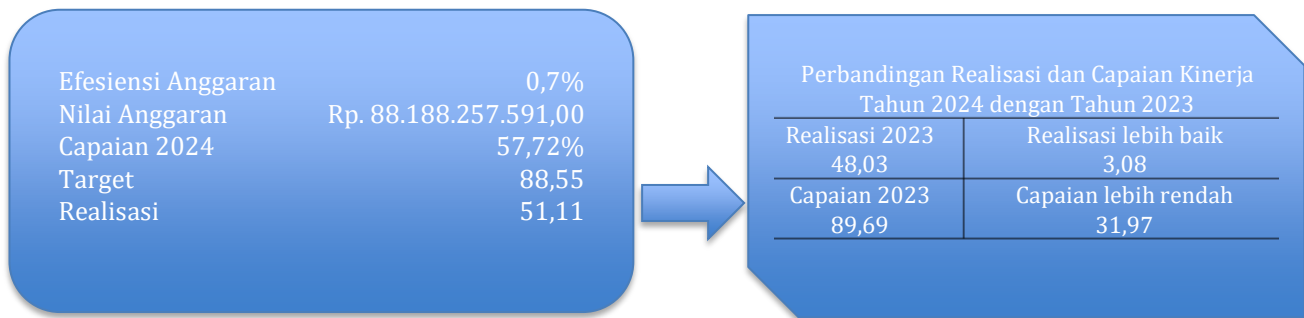 Efesiensi Anggaran 0,7%
Nilai Anggaran Rp. 88.188.257.591,00
Capaian 2024 57,72%
Target 88,55
Realisasi 51,11
Perbandingan Realisasi dan Capaian Kinerja
Tahun 2024 dengan Tahun 2023
Realisasi 2023 Realisasi lebih baik
48,03 3,08
Capaian 2023 Capaian lebih rendah
89,69 31,97